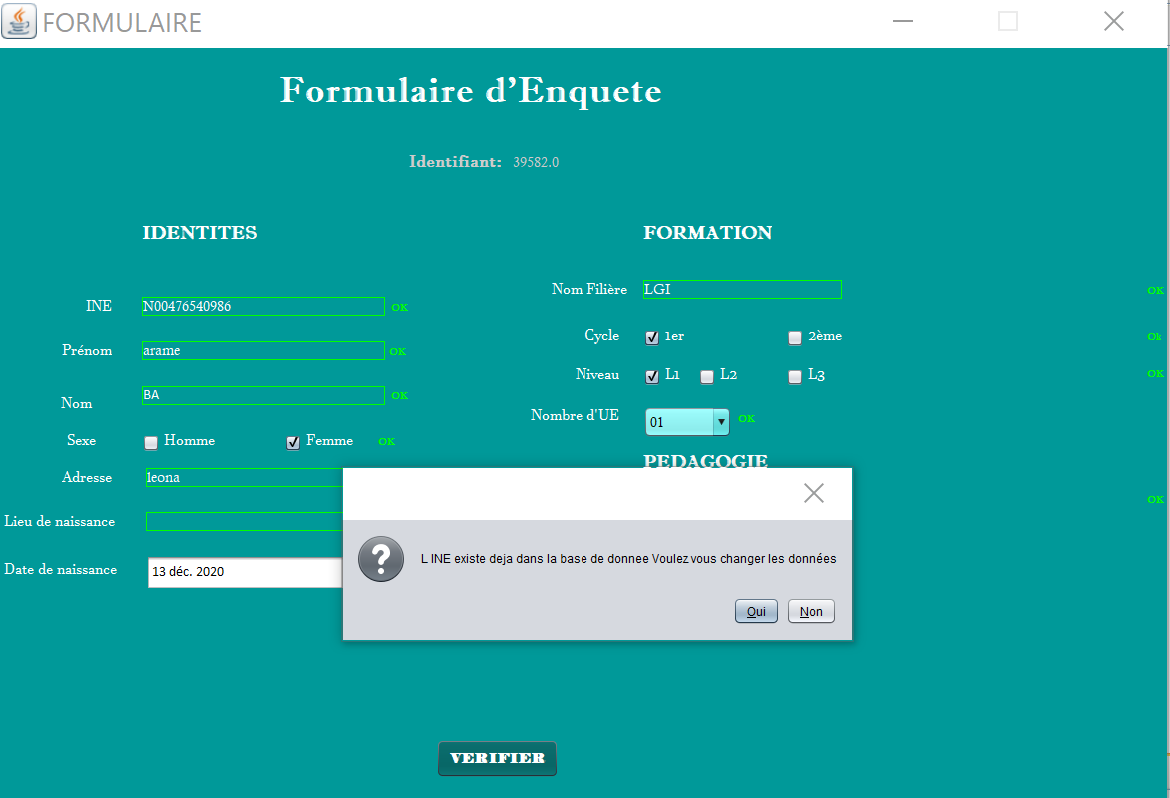 FORMULAIRE
Formulaire d'Enquete
Identifiant: 39582.0
IDENTITES
INE N00476540986 OK
Prénom arame OK
Nom BA OK
Sexe Homme Femme OK
Adresse leona
Lieu de naissance
Date de naissance 13 déc. 2020
FORMATION
Nom Filière LGI OK
Cycle 1er 2ème Ok
Niveau L1 L2 L3 OK
Nombre d'UE 01 OK
PEDAGOGIE
OK
L INE existe deja dans la base de donnee Voulez vous changer les données
Oui Non
VERIFIER